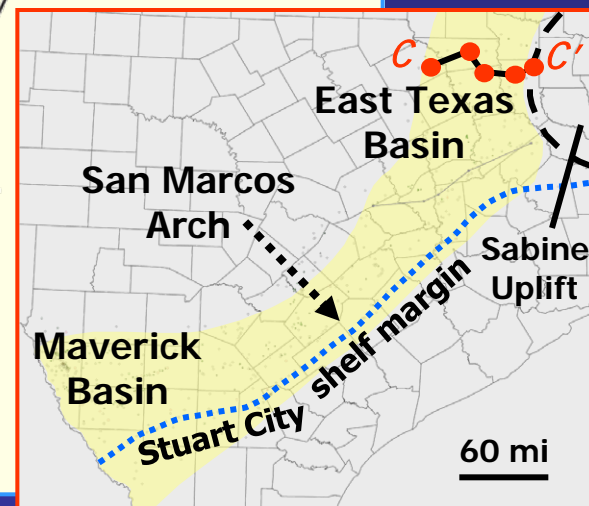 C
C'
East Texas
Basin
San Marcos
Arch
Sabine
Uplift
Maverick
Basin
Stuart City shelf margin
60 mi